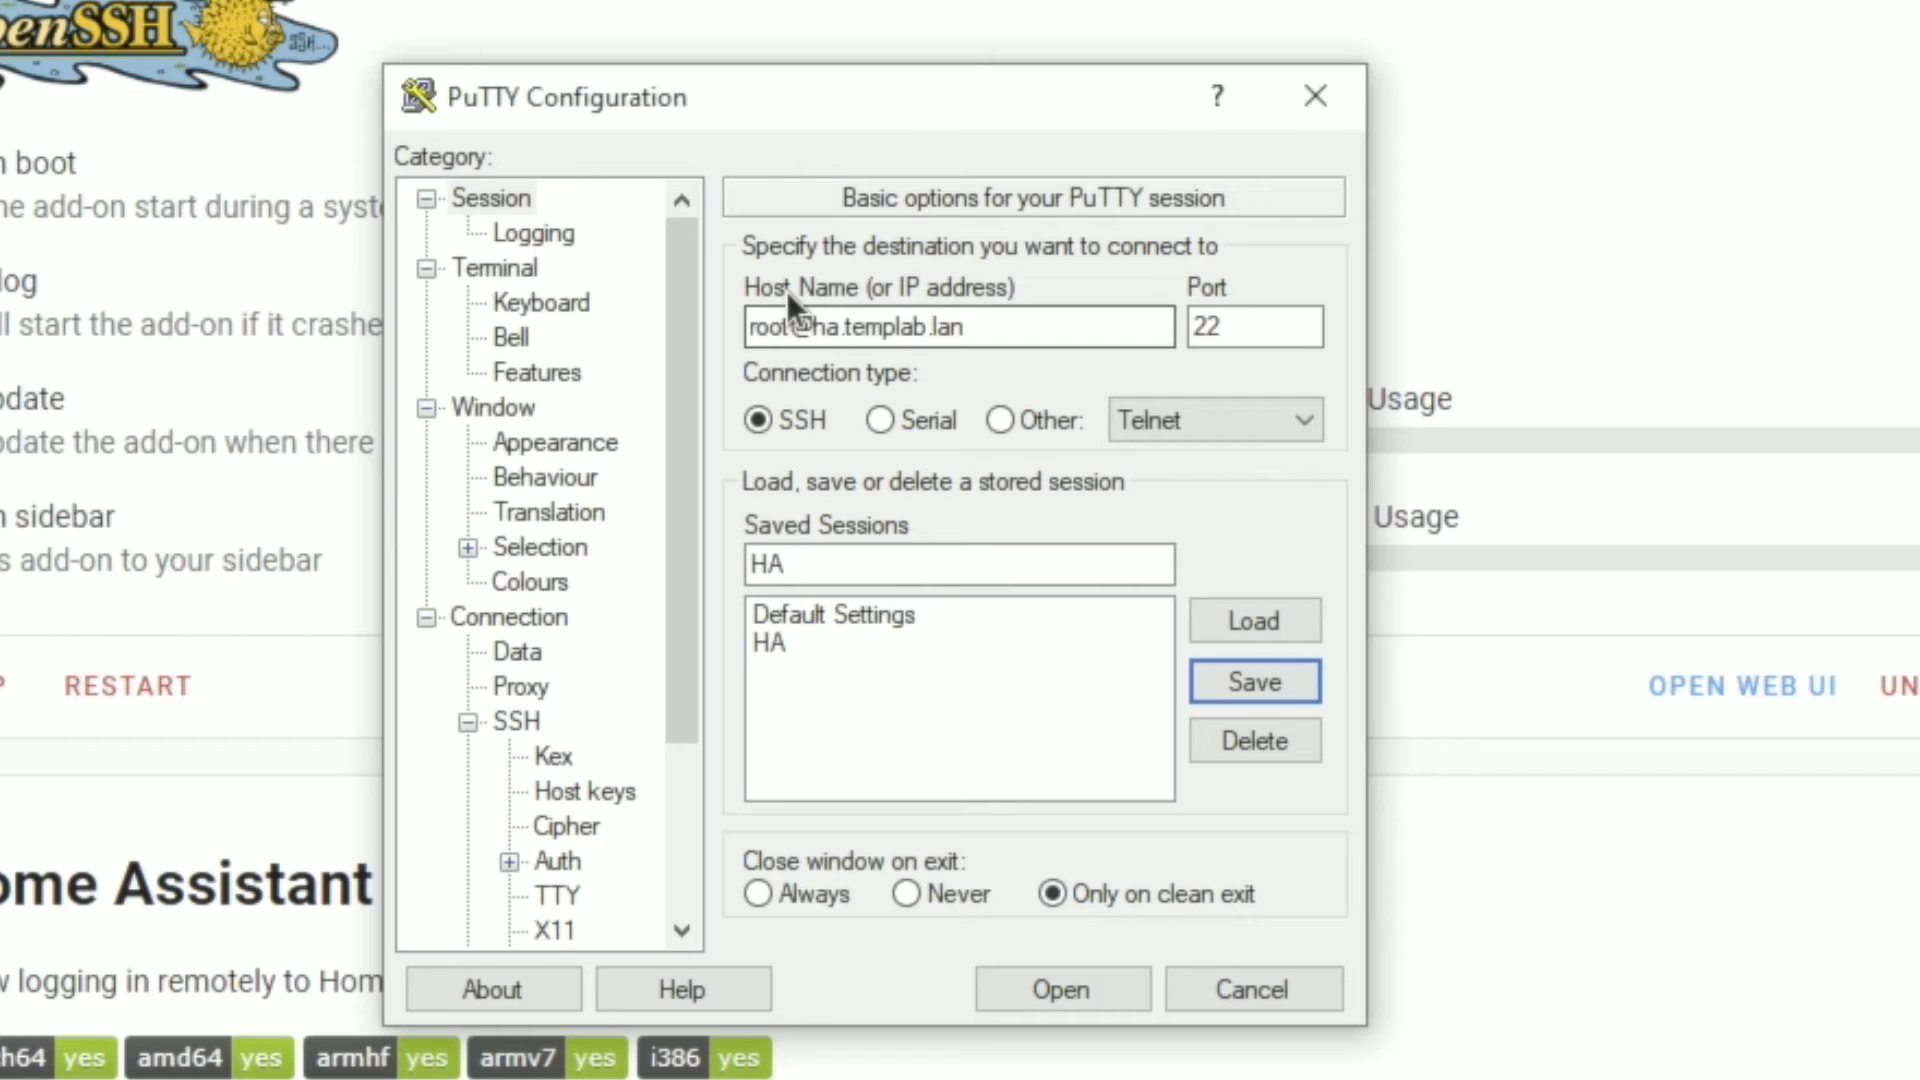 enSSH
PuTTY Configuration
?
Category:
Session
Logging
Terminal
Keyboard
Bell
Features
Window
Appearance
Behaviour
Translation
Selection
Colours
Connection
Data
Proxy
SSH
Kex
Host keys
Cipher
Auth
TTY
X11
Basic options for your PuTTY session
Specify the destination you want to connect to
Host Name (or IP address)
Port
root@ha.templab.lan
22
Connection type:
SSH
Serial
Other:
Telnet
Load, save or delete a stored session
Saved Sessions
HA
Default Settings
HA
Load
Save
Delete
Close window on exit:
Always
Never
Only on clean exit
About
Help
Open
Cancel
n boot
he add-on start during a syst
log
ll start the add-on if it crashe
pdate
pdate the add-on when there
n sidebar
s add-on to your sidebar
Usage
Usage
P
RESTART
OPEN WEB UI
UN
ome Assistant
w logging in remotely to Hom
ch64 yes
amd64 yes
armhf yes
armv7 yes
i386 yes